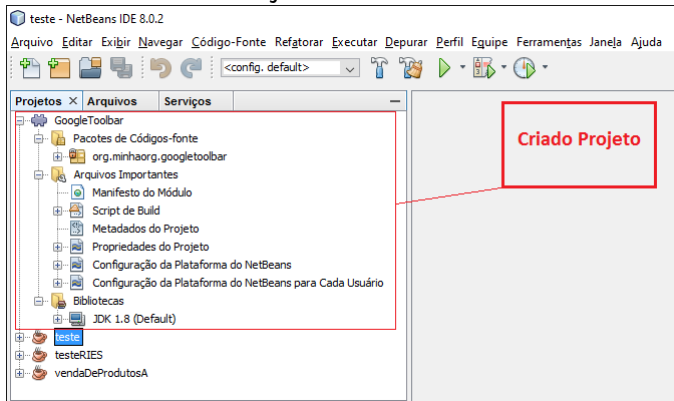 teste - NetBeans IDE 8.0.2
Arquivo Editar Exibir Navegar Código-Fonte Refatorar Executar Depurar Perfil Equipe Ferramentas Janela Ajuda
<config. default>
Projetos Arquivos Serviços
GoogleToolbar
Pacotes de Códigos-fonte
org.minhaorg.googletoolbar
Arquivos Importantes
Manifesto do Módulo
Script de Build
Metadados do Projeto
Propriedades do Projeto
Configuração da Plataforma do NetBeans
Configuração da Plataforma do NetBeans para Cada Usuário
Bibliotecas
JDK 1.8 (Default)
teste
testeRIES
vendaDeProdutosA
Criado Projeto